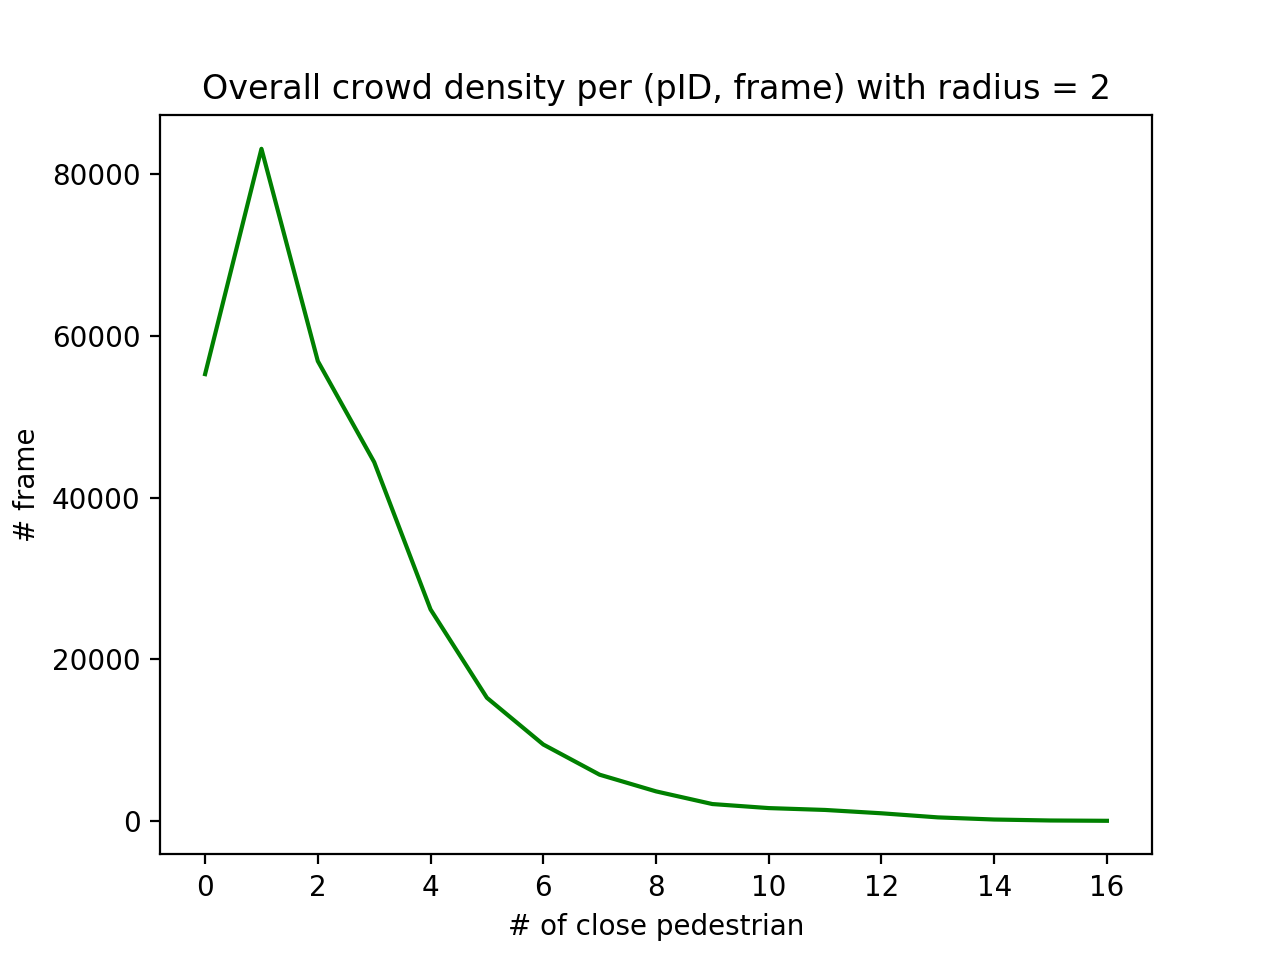 Overall crowd density per (pID, frame) with radius = 2
80000
60000
40000
20000
0
# frame
0 2 4 6 8 10 12 14 16
# of close pedestrian